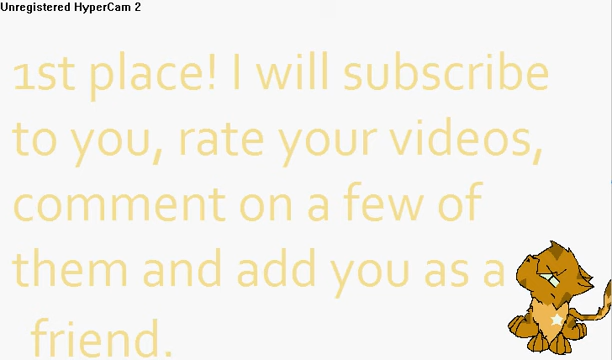 Unregistered HyperCam 2
1st place! I will subscribe
to you, rate your videos,
comment on a few of
them and add you as a
friend.